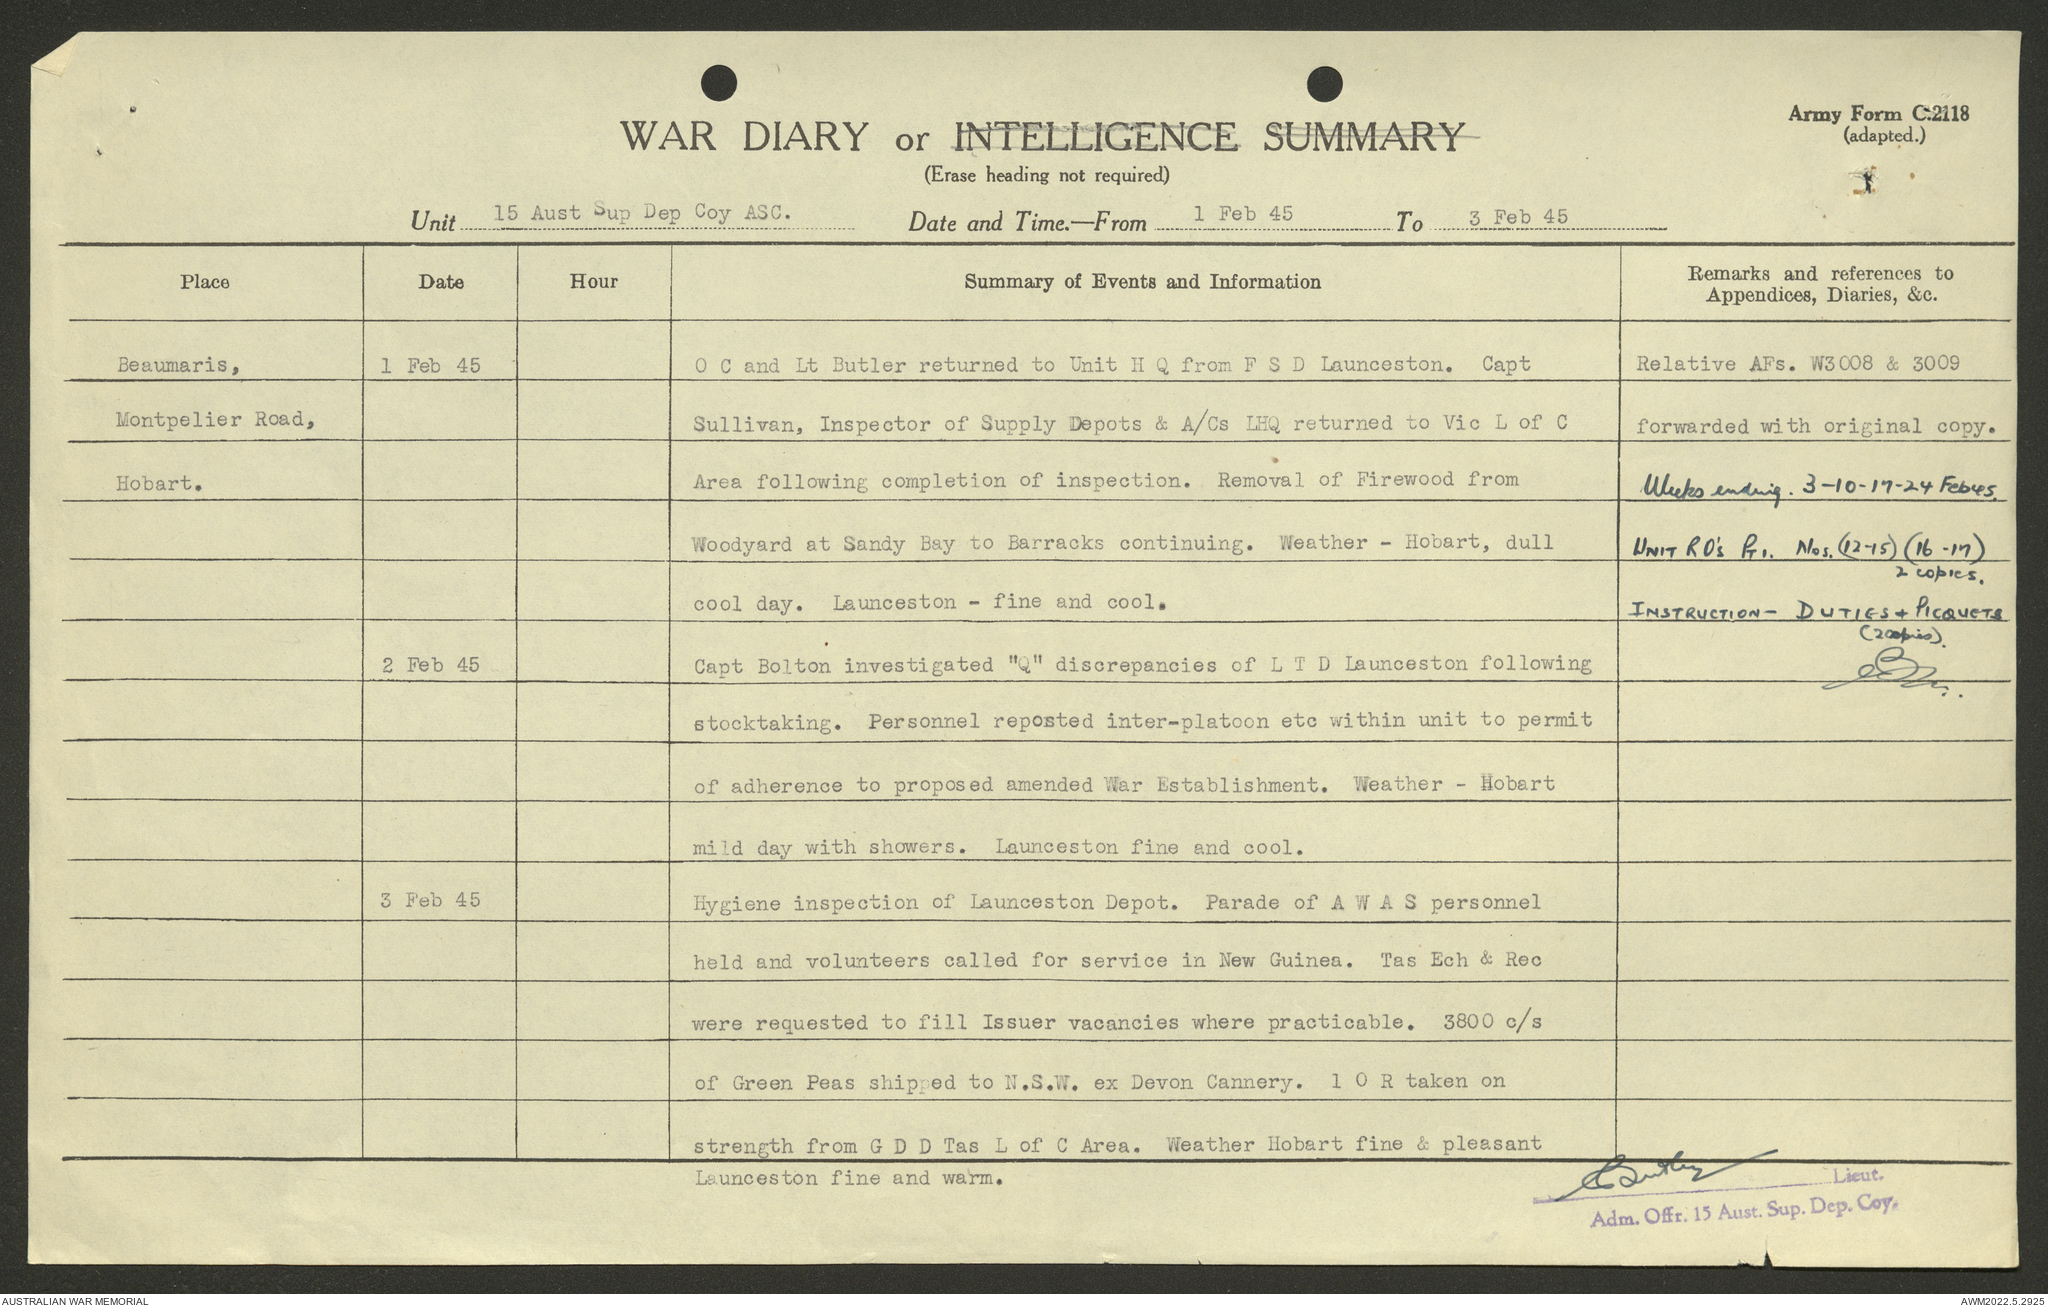 Army Form C.2118
(adapted.)
WAR DIARY or INTELLIGENCE SUMMARY
(Erase heading not required)
Unit 15 Aust Sup Dep Coy ASC. Date and Time.—From 1 Feb 45 To 3 Feb 45
Place Date Hour Summary of Events and Information Remarks and references to
Appendices, Diaries, &c.
Beaumaris, 1 Feb 45 O C and Lt Butler returned to Unit H Q from F S D Launceston. Capt Relative AFs. W3008 & 3009
Montpelier Road, Sullivan, Inspector of Supply Depots & A/Cs LHQ returned to Vic L of C forwarded with original copy.
Hobart. Area following completion of inspection. Removal of Firewood from Weeks ending. 3-10-17-24 Feb 45.
Woodyard at Sandy Bay to Barracks continuing. Weather - Hobart, dull UNIT RO's Pt 1. Nos. (12-15) (16-17)
2 copies.
cool day. Launceston - fine and cool. INSTRUCTION - DUTIES + PICQUETS
(2 copies).
2 Feb 45 Capt Bolton investigated "Q" discrepancies of L T D Launceston following
stocktaking. Personnel reposted inter-platoon etc within unit to permit
of adherence to proposed amended War Establishment. Weather - Hobart
mild day with showers. Launceston fine and cool.
3 Feb 45 Hygiene inspection of Launceston Depot. Parade of A W A S personnel
held and volunteers called for service in New Guinea. Tas Ech & Rec
were requested to fill Issuer vacancies where practicable. 3800 c/s
of Green Peas shipped to N.S.W. ex Devon Cannery. 1 O R taken on
strength from G D D Tas L of C Area. Weather Hobart fine & pleasant
Launceston fine and warm.
CButler Lieut.
Adm. Offr. 15 Aust. Sup. Dep. Coy.
AUSTRALIAN WAR MEMORIAL AWM2022.5.2925